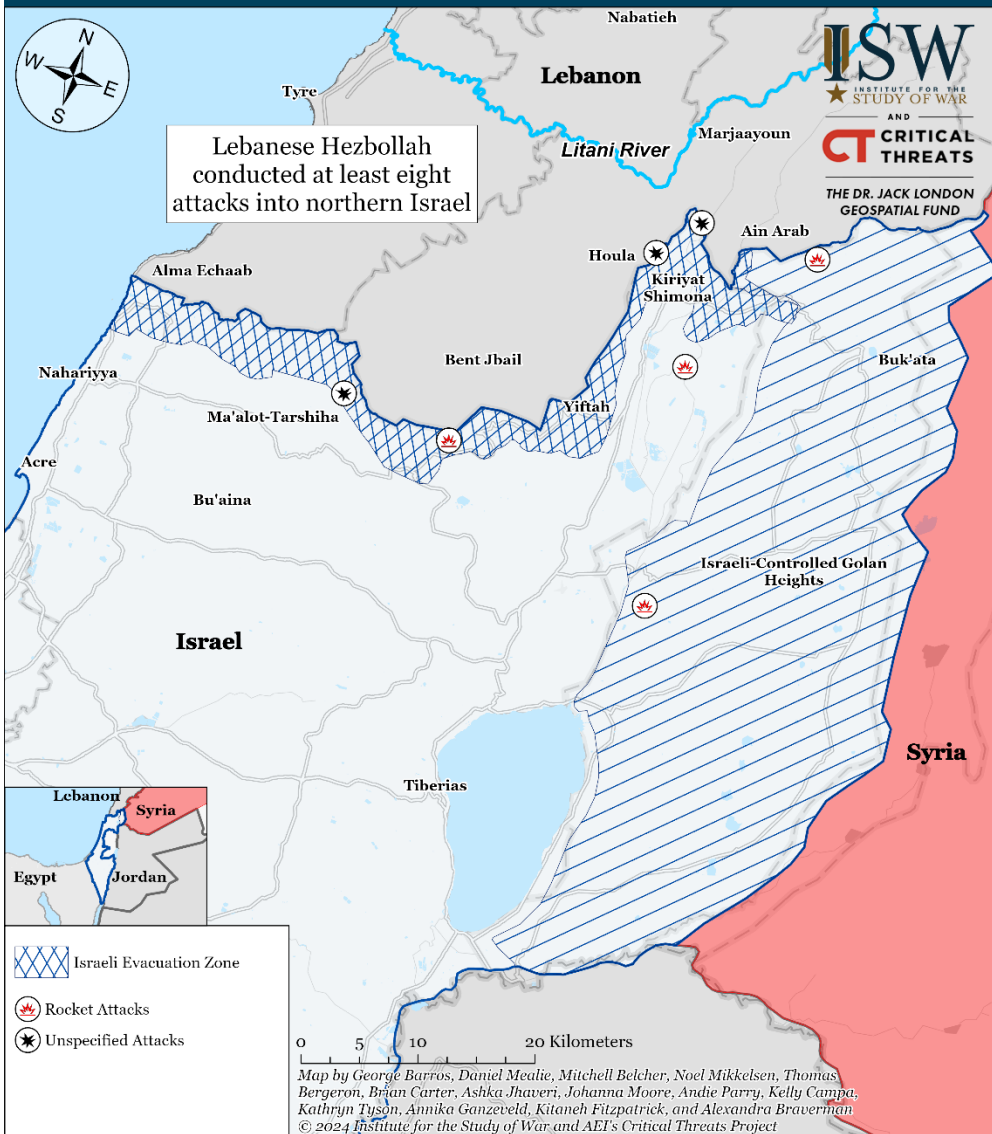 Nabatieh
Lebanon
Tyre
N
W
E
S
ISW
INSTITUTE FOR THE
STUDY OF WAR
AND
CT CRITICAL
THREATS
THE DR. JACK LONDON
GEOSPATIAL FUND
Marjaayoun
Litani River
Lebanese Hezbollah
conducted at least eight
attacks into northern Israel
Ain Arab
Houla
Alma Echaab
Kiriyat
Shimona
Bent Jbail
Buk'ata
Nahariyya
Yiftah
Ma'alot-Tarshiha
Acre
Bu'aina
Israeli-Controlled Golan
Heights
Israel
Syria
Tiberias
Lebanon
Syria
Egypt
Jordan
Israeli Evacuation Zone
Rocket Attacks
Unspecified Attacks
0 5 10 20 Kilometers
Map by George Barros, Daniel Mealie, Mitchell Belcher, Noel Mikkelsen, Thomas
Bergeron, Brian Carter, Ashka Jhaveri, Johanna Moore, Andie Parry, Kelly Campa,
Kathryn Tyson, Annika Ganzeveld, Kitaneh Fitzpatrick, and Alexandra Braverman
© 2024 Institute for the Study of War and AEI's Critical Threats Project